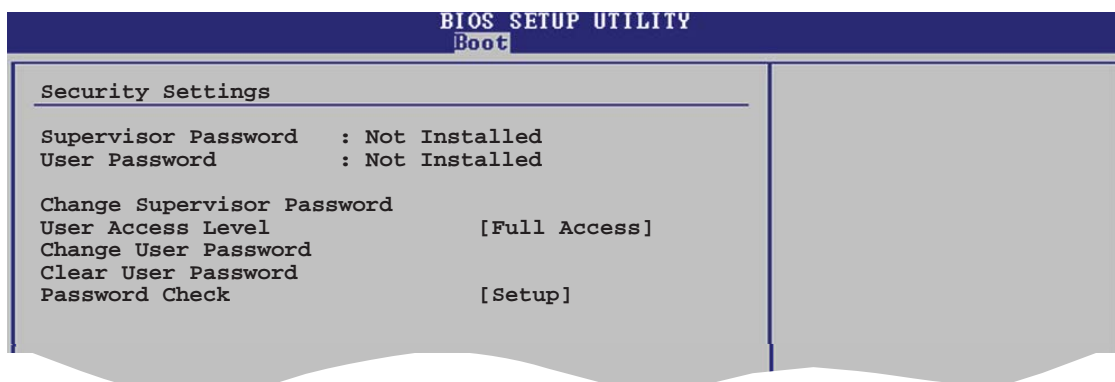 BIOS SETUP UTILITY
Boot
Security Settings
Supervisor Password : Not Installed
User Password : Not Installed
Change Supervisor Password
User Access Level [Full Access]
Change User Password
Clear User Password
Password Check [Setup]